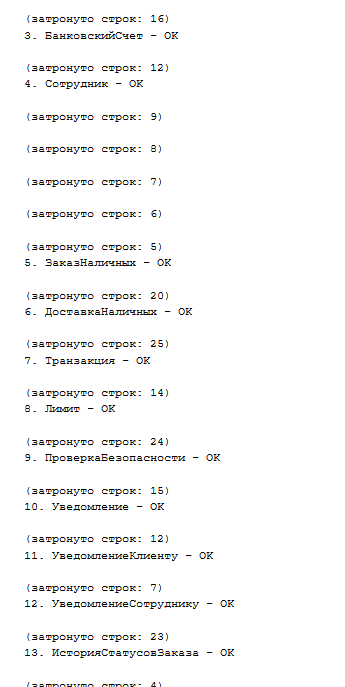 (затронуто строк: 16)
3. БанковскийСчет - OK
(затронуто строк: 12)
4. Сотрудник - OK
(затронуто строк: 9)
(затронуто строк: 8)
(затронуто строк: 7)
(затронуто строк: 6)
(затронуто строк: 5)
5. ЗаказНаличных - OK
(затронуто строк: 20)
6. ДоставкаНаличных - OK
(затронуто строк: 25)
7. Транзакция - OK
(затронуто строк: 14)
8. Лимит - OK
(затронуто строк: 24)
9. ПроверкаБезопасности - OK
(затронуто строк: 15)
10. Уведомление - OK
(затронуто строк: 12)
11. УведомлениеКлиенту - OK
(затронуто строк: 7)
12. УведомлениеСотруднику - OK
(затронуто строк: 23)
13. ИсторияСтатусовЗаказа - OK
(затронуто строк: 4)